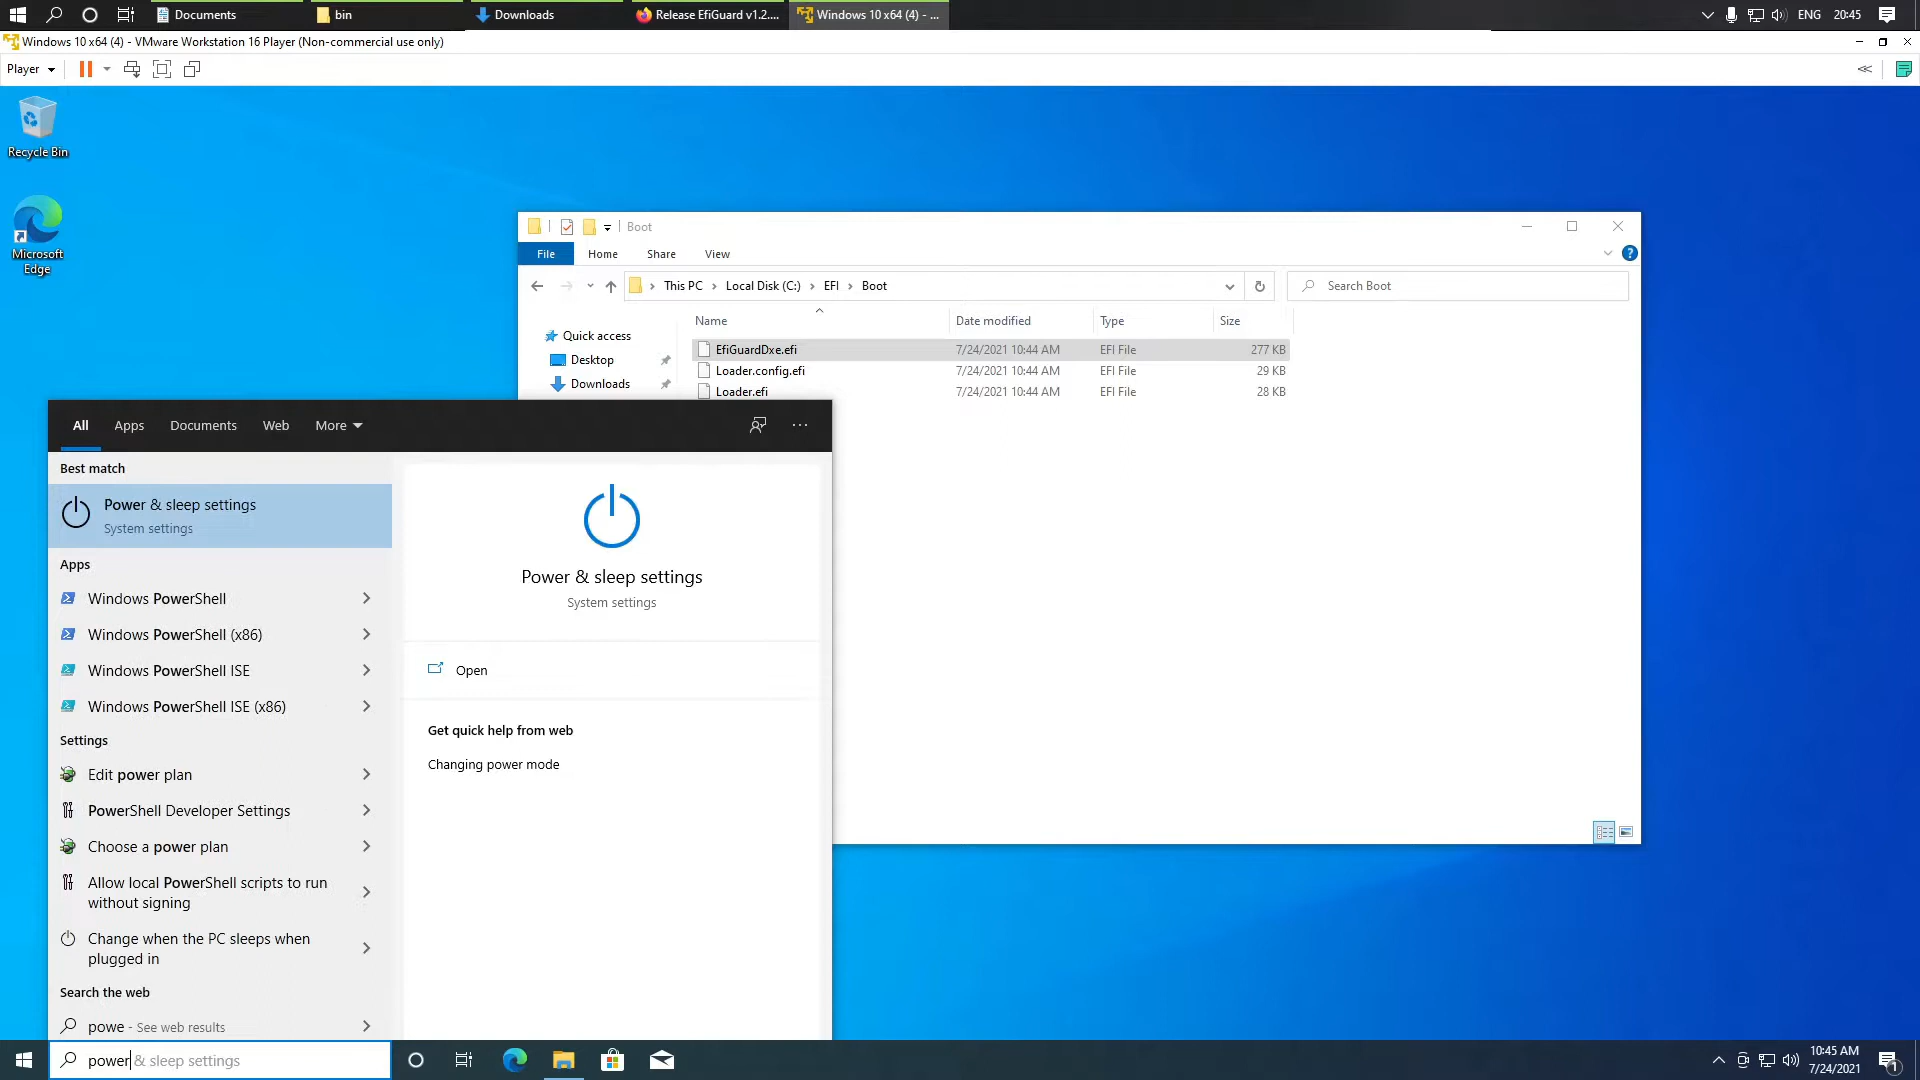 Documents
bin
Downloads
Release EfiGuard v1.2....
Windows 10 x64 (4) - ...
ENG
20:45
Windows 10 x64 (4) - VMware Workstation 16 Player (Non-commercial use only)
Player
Recycle Bin
Microsoft
Edge
Boot
File
Home
Share
View
This PC
Local Disk (C:)
EFI
Boot
Search Boot
Name
Date modified
Type
Size
Quick access
Desktop
Downloads
EfiGuardDxe.efi
7/24/2021 10:44 AM
EFI File
277 KB
Loader.config.efi
7/24/2021 10:44 AM
EFI File
29 KB
Loader.efi
7/24/2021 10:44 AM
EFI File
28 KB
All
Apps
Documents
Web
More
Best match
Power & sleep settings
System settings
Apps
Windows PowerShell
Windows PowerShell (x86)
Windows PowerShell ISE
Windows PowerShell ISE (x86)
Settings
Edit power plan
PowerShell Developer Settings
Choose a power plan
Allow local PowerShell scripts to run
without signing
Change when the PC sleeps when
plugged in
Search the web
powe - See web results
Power & sleep settings
System settings
Open
Get quick help from web
Changing power mode
power & sleep settings
10:45 AM
7/24/2021
1